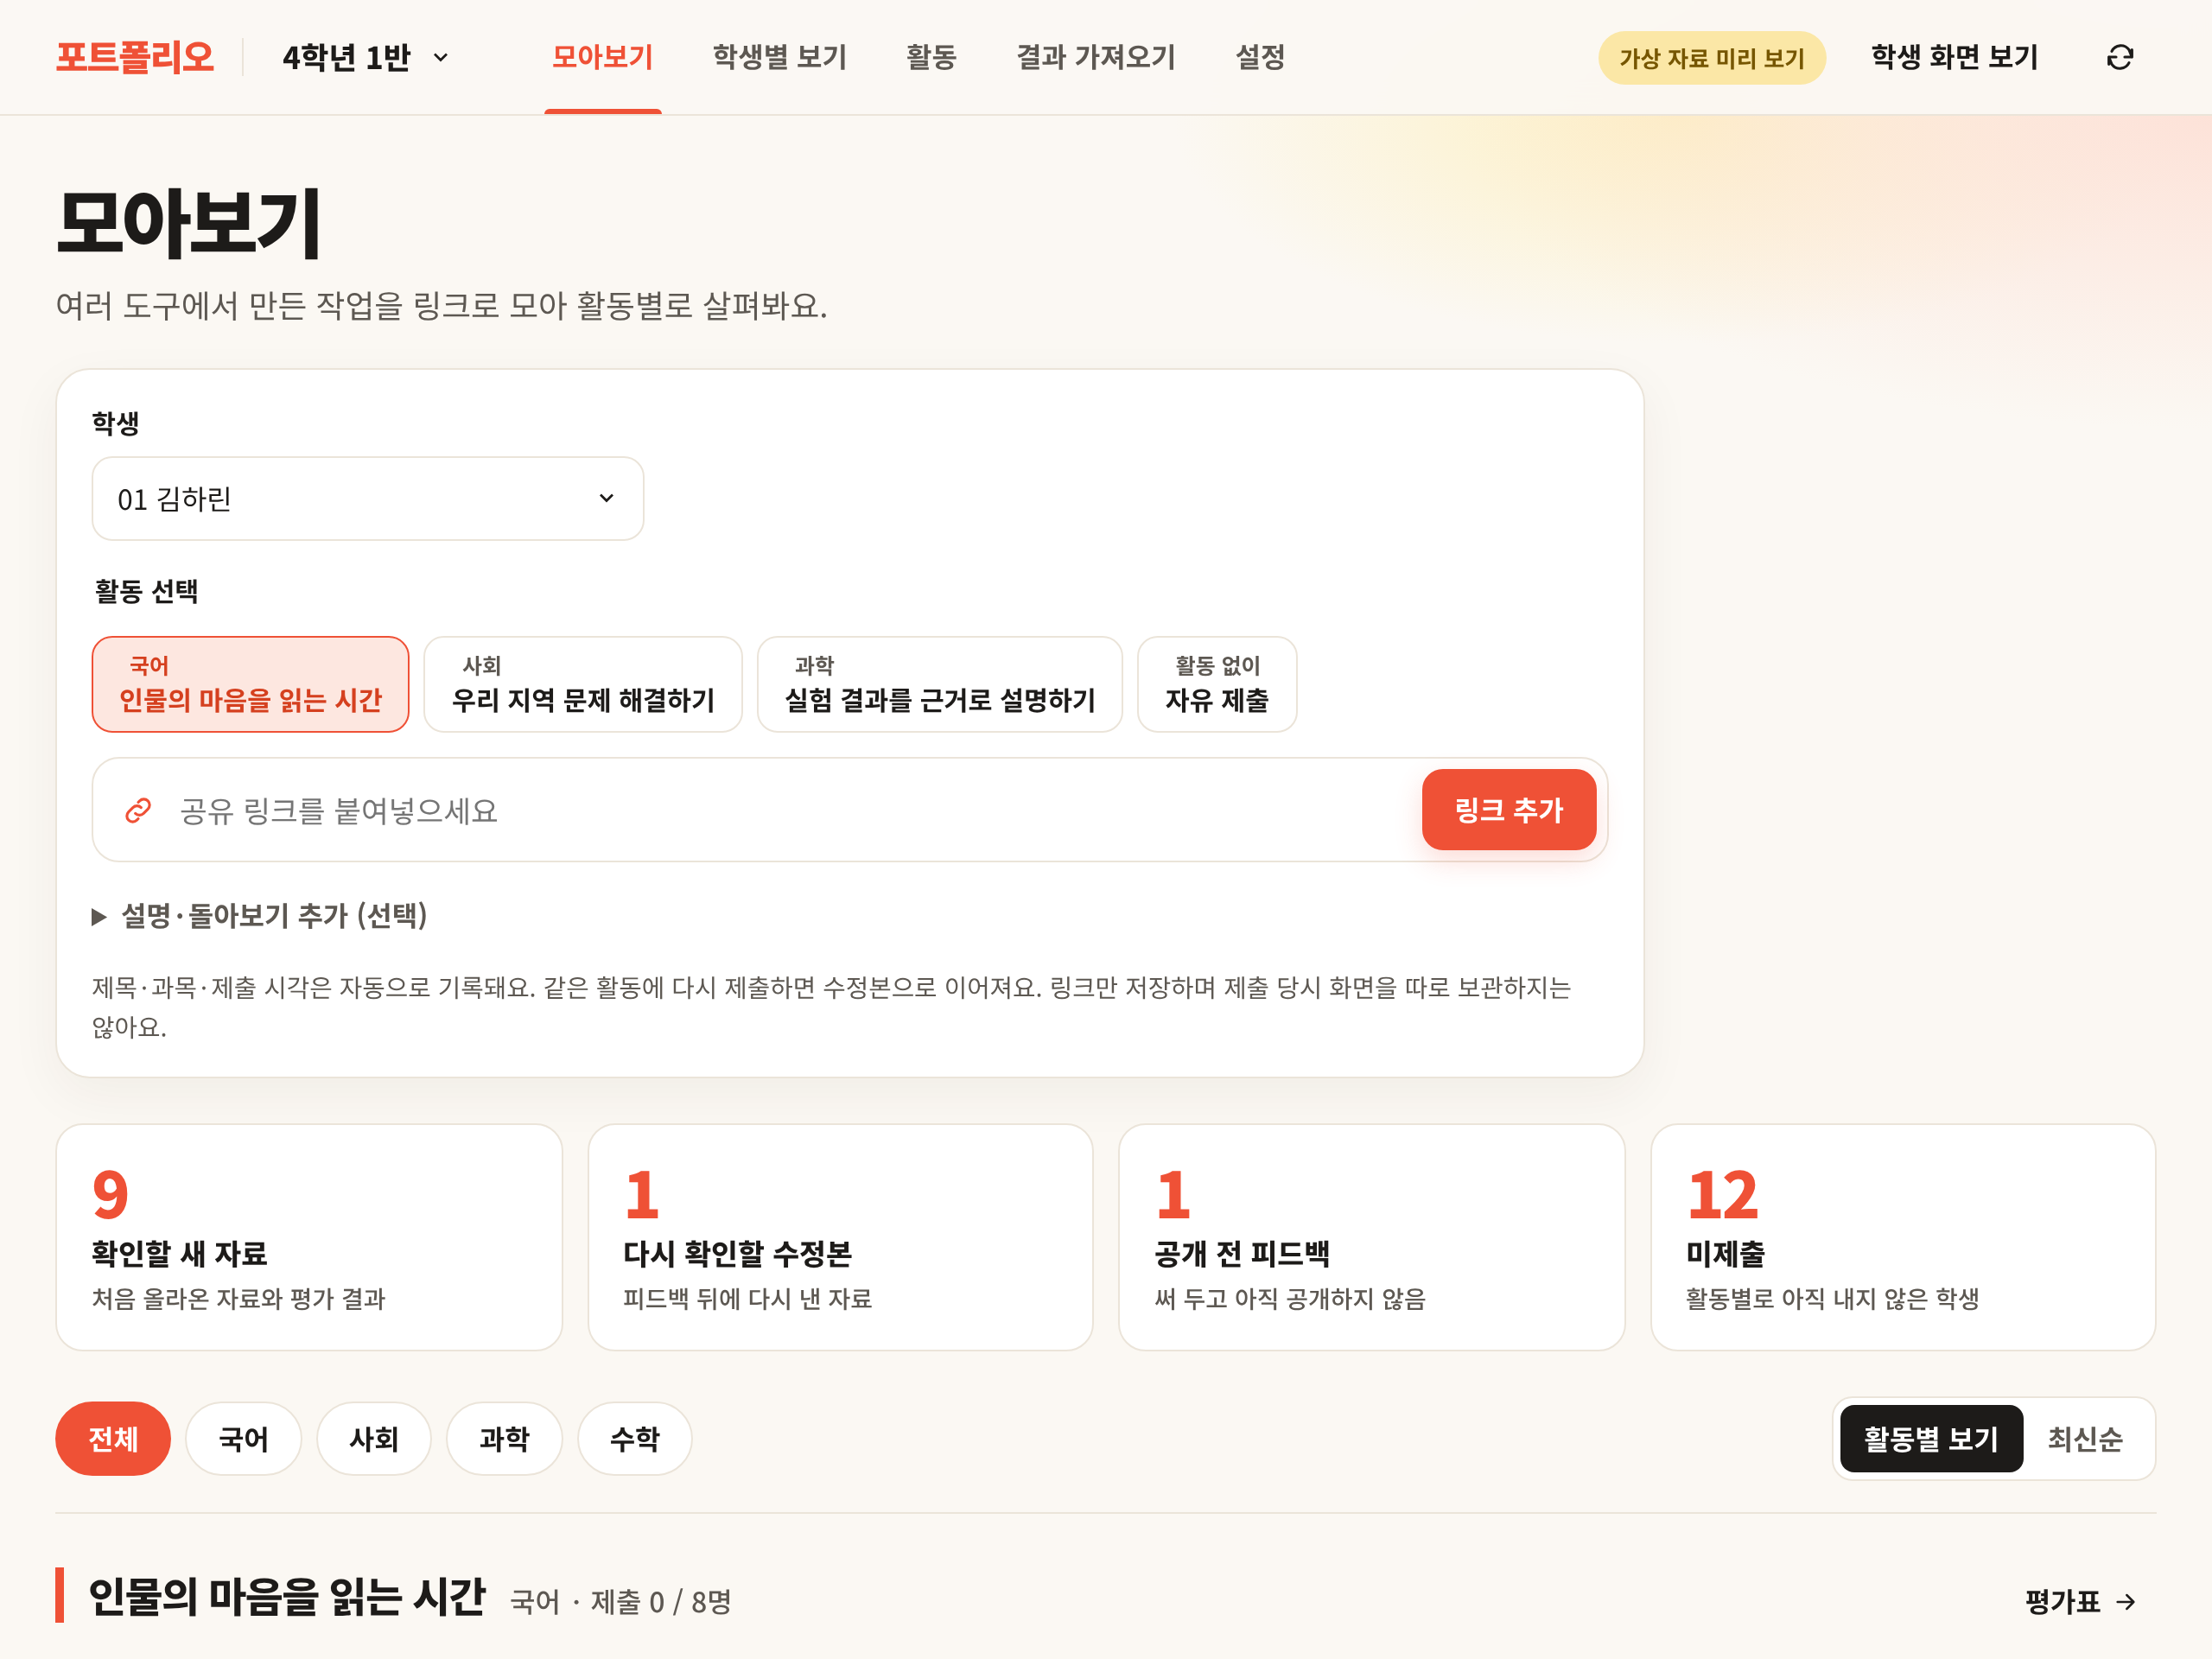 포트폴리오
4학년 1반
모아보기
학생별 보기
활동
결과 가져오기
설정
가상 자료 미리 보기
학생 화면 보기
모아보기
여러 도구에서 만든 작업을 링크로 모아 활동별로 살펴봐요.
학생
01 김하린
활동 선택
국어
인물의 마음을 읽는 시간
사회
우리 지역 문제 해결하기
과학
실험 결과를 근거로 설명하기
활동 없이
자유 제출
공유 링크를 붙여넣으세요
링크 추가
설명·돌아보기 추가 (선택)
제목·과목·제출 시각은 자동으로 기록돼요. 같은 활동에 다시 제출하면 수정본으로 이어져요. 링크만 저장하며 제출 당시 화면을 따로 보관하지는
않아요.
9
확인할 새 자료
처음 올라온 자료와 평가 결과
1
다시 확인할 수정본
피드백 뒤에 다시 낸 자료
1
공개 전 피드백
써 두고 아직 공개하지 않음
12
미제출
활동별로 아직 내지 않은 학생
전체
국어
사회
과학
수학
활동별 보기
최신순
인물의 마음을 읽는 시간
국어 · 제출 0 / 8명
평가표 →